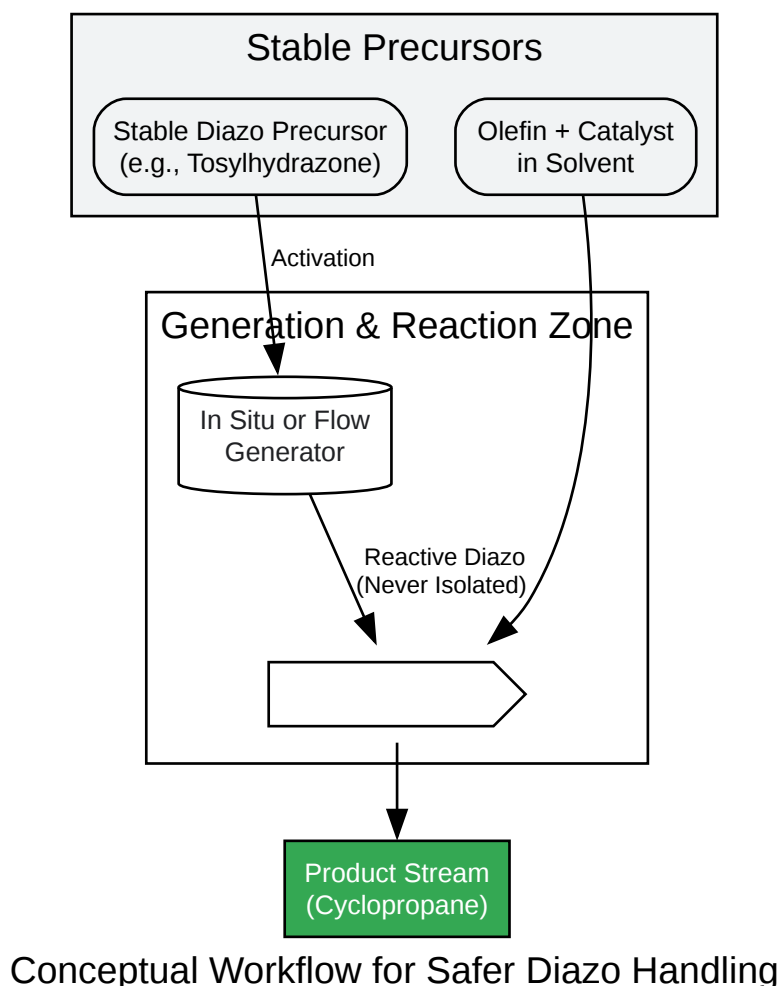 Stable Precursors
Stable Diazo Precursor
(e.g., Tosylhydrazone)
Olefin + Catalyst
in Solvent
Activation
Generation & Reaction Zone
In Situ or Flow
Generator
Reactive Diazo
(Never Isolated)
Product Stream
(Cyclopropane)
Conceptual Workflow for Safer Diazo Handling